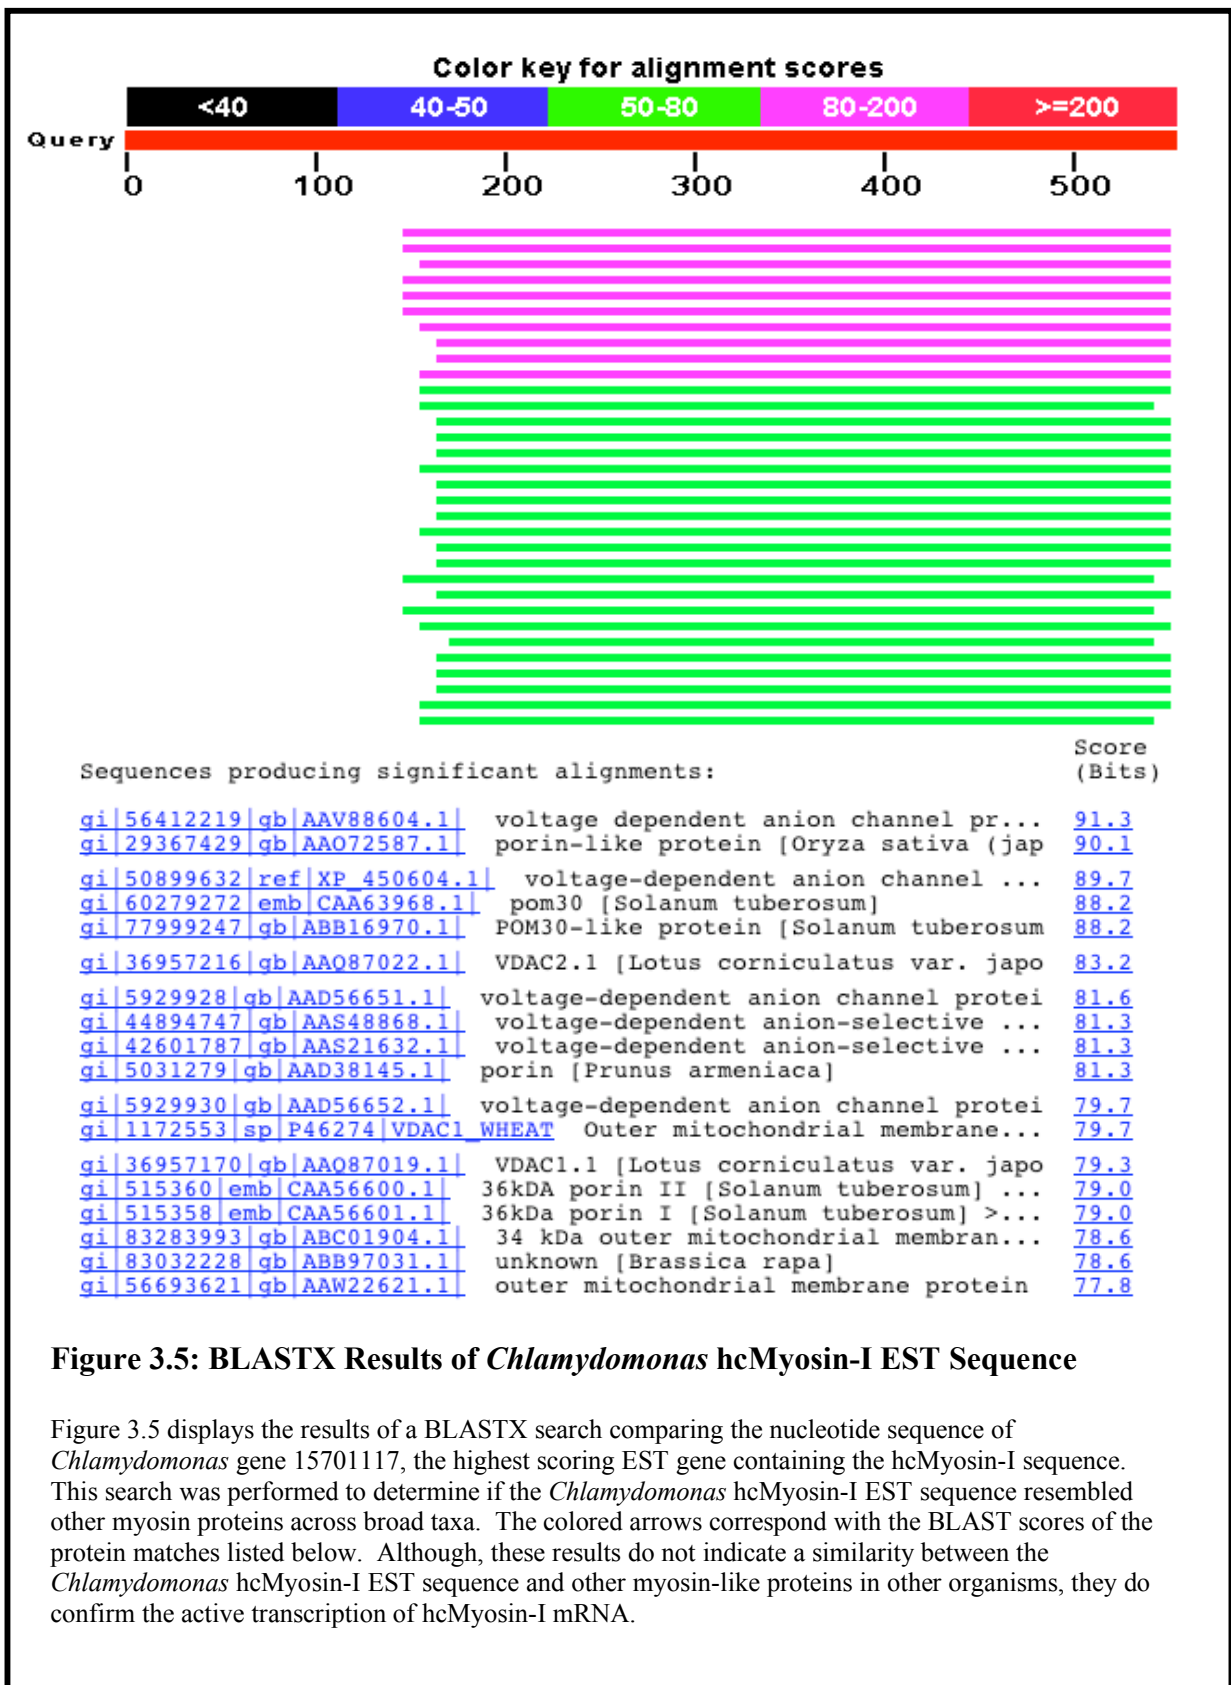 Color key for alignment scores
<40 40-50 50-80 80-200 >=200
Query
0 100 200 300 400 500
Score
Sequences producing significant alignments: (Bits)
gi|56412219|gb|AAV88604.1| voltage dependent anion channel pr... 91.3
gi|29367429|gb|AAO72587.1| porin-like protein [Oryza sativa (jap 90.1
gi|50899632|ref|XP_450604.1| voltage-dependent anion channel ... 89.7
gi|60279272|emb|CAA63968.1| pom30 [Solanum tuberosum] 88.2
gi|77999247|gb|ABB16970.1| POM30-like protein [Solanum tuberosum 88.2
gi|36957216|gb|AAQ87022.1| VDAC2.1 [Lotus corniculatus var. japo 83.2
gi|5929928|gb|AAD56651.1| voltage-dependent anion channel protei 81.6
gi|44894747|gb|AAS48868.1| voltage-dependent anion-selective ... 81.3
gi|42601787|gb|AAS21632.1| voltage-dependent anion-selective ... 81.3
gi|5031279|gb|AAD38145.1| porin [Prunus armeniaca] 81.3
gi|5929930|gb|AAD56652.1| voltage-dependent anion channel protei 79.7
gi|1172553|sp|P46274|VDAC1_WHEAT Outer mitochondrial membrane... 79.7
gi|36957170|gb|AAQ87019.1| VDAC1.1 [Lotus corniculatus var. japo 79.3
gi|515360|emb|CAA56600.1| 36kDA porin II [Solanum tuberosum] ... 79.0
gi|515358|emb|CAA56601.1| 36kDa porin I [Solanum tuberosum] >... 79.0
gi|83283993|gb|ABC01904.1| 34 kDa outer mitochondrial membran... 78.6
gi|83032228|gb|ABB97031.1| unknown [Brassica rapa] 78.6
gi|56693621|gb|AAW22621.1| outer mitochondrial membrane protein 77.8
Figure 3.5: BLASTX Results of Chlamydomonas hcMyosin-I EST Sequence
Figure 3.5 displays the results of a BLASTX search comparing the nucleotide sequence of
Chlamydomonas gene 15701117, the highest scoring EST gene containing the hcMyosin-I sequence.
This search was performed to determine if the Chlamydomonas hcMyosin-I EST sequence resembled
other myosin proteins across broad taxa. The colored arrows correspond with the BLAST scores of the
protein matches listed below. Although, these results do not indicate a similarity between the
Chlamydomonas hcMyosin-I EST sequence and other myosin-like proteins in other organisms, they do
confirm the active transcription of hcMyosin-I mRNA.